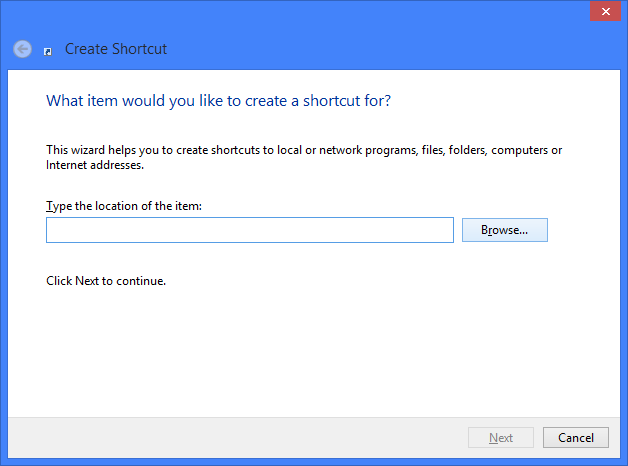 Create Shortcut
What item would you like to create a shortcut for?
This wizard helps you to create shortcuts to local or network programs, files, folders, computers or
Internet addresses.
Type the location of the item:
Browse...
Click Next to continue.
Next
Cancel